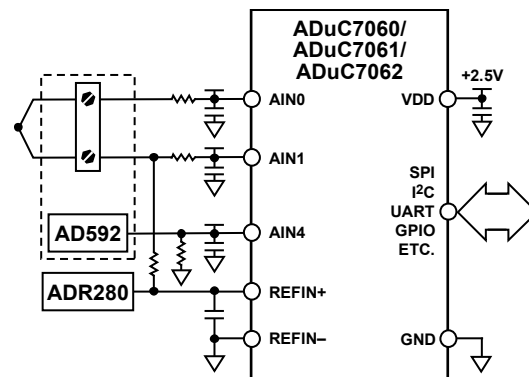 ADuC7060/
ADuC7061/
ADuC7062
+2.5V
AIN0
VDD
AIN1
SPI
I²C
UART
GPIO
ETC.
AIN4
AD592
ADR280
REFIN+
REFIN–
GND